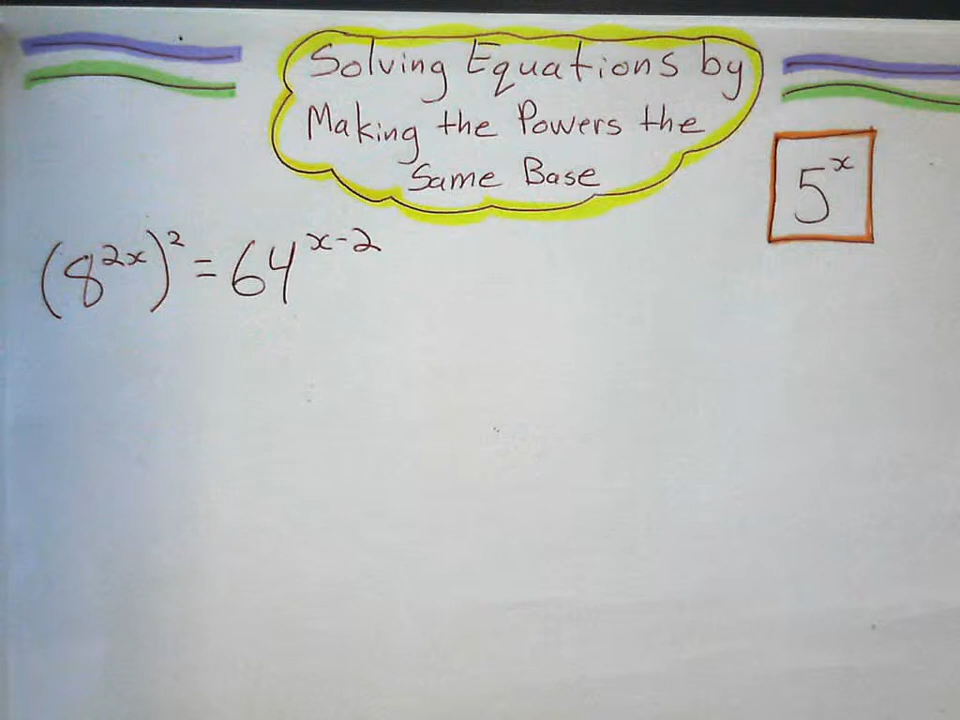 Solving Equations by
Making the Powers the
Same Base
5^x
(8^{2x})^2 = 64^{x-2}